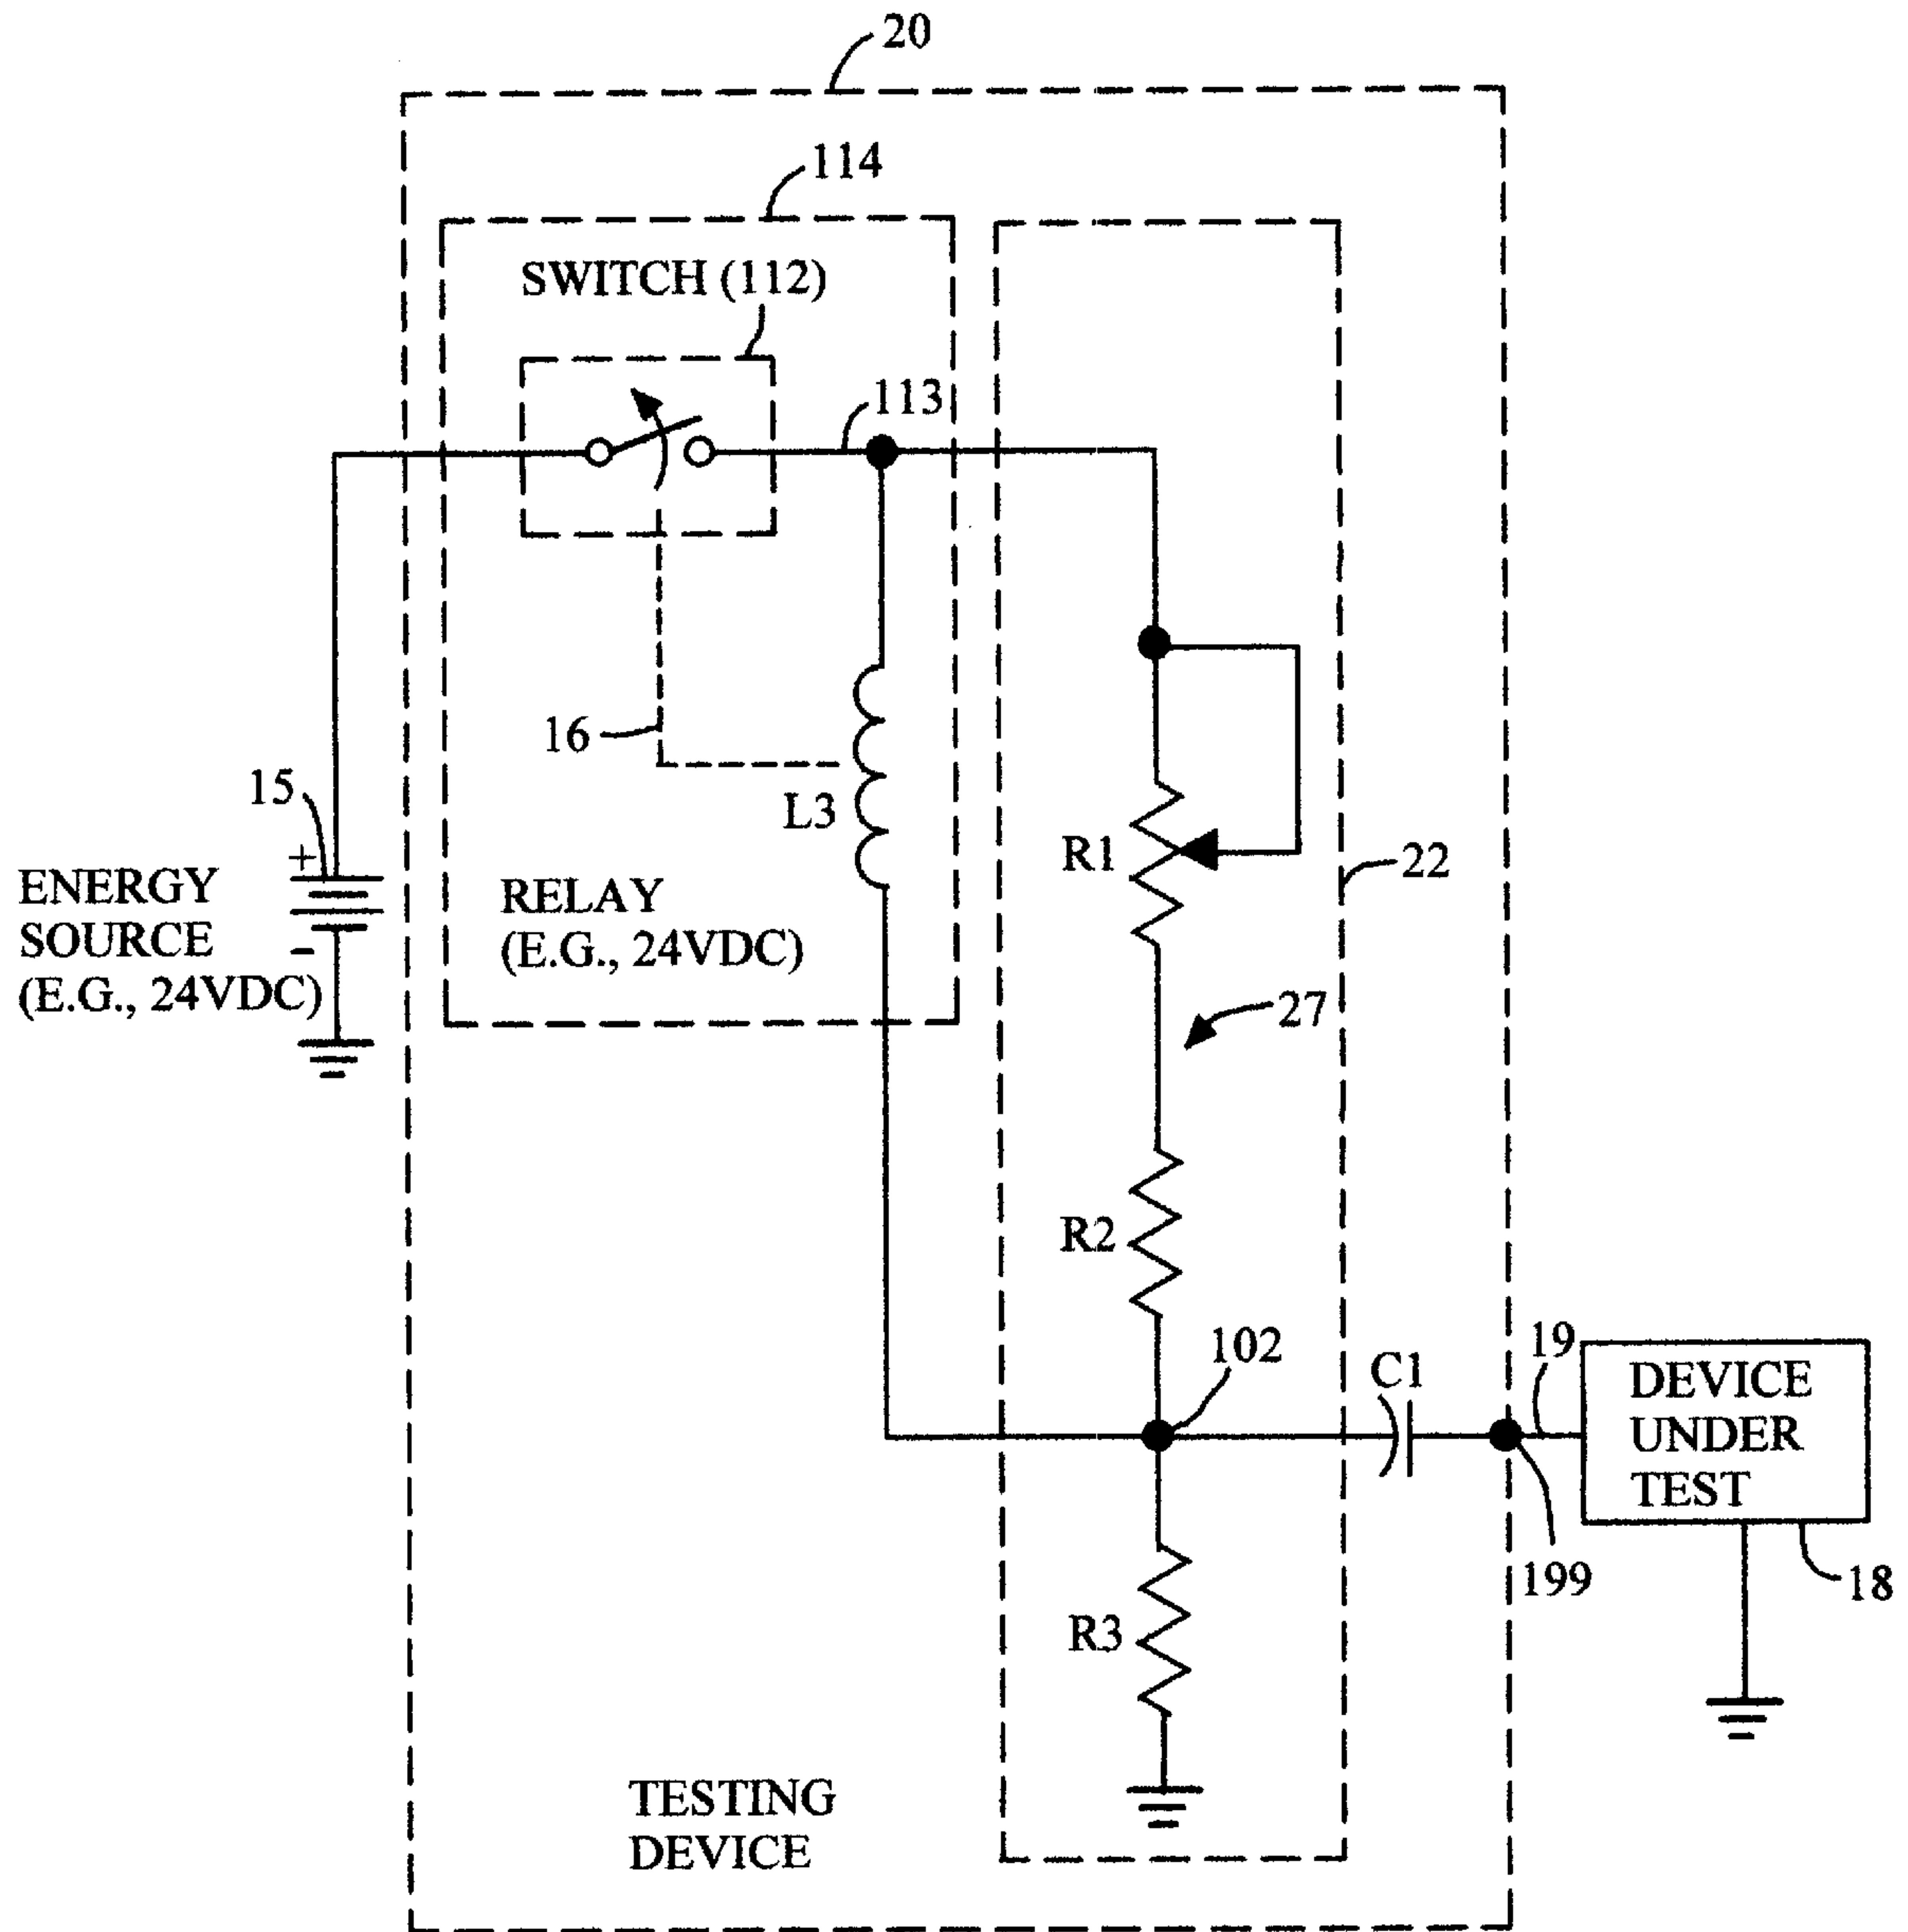 20
114
SWITCH (112)
113
16
15
L3
+
ENERGY
SOURCE
(E.G., 24VDC)
-
RELAY
(E.G., 24VDC)
R1
22
27
R2
102
C1
19
DEVICE
UNDER
TEST
199
18
R3
TESTING
DEVICE